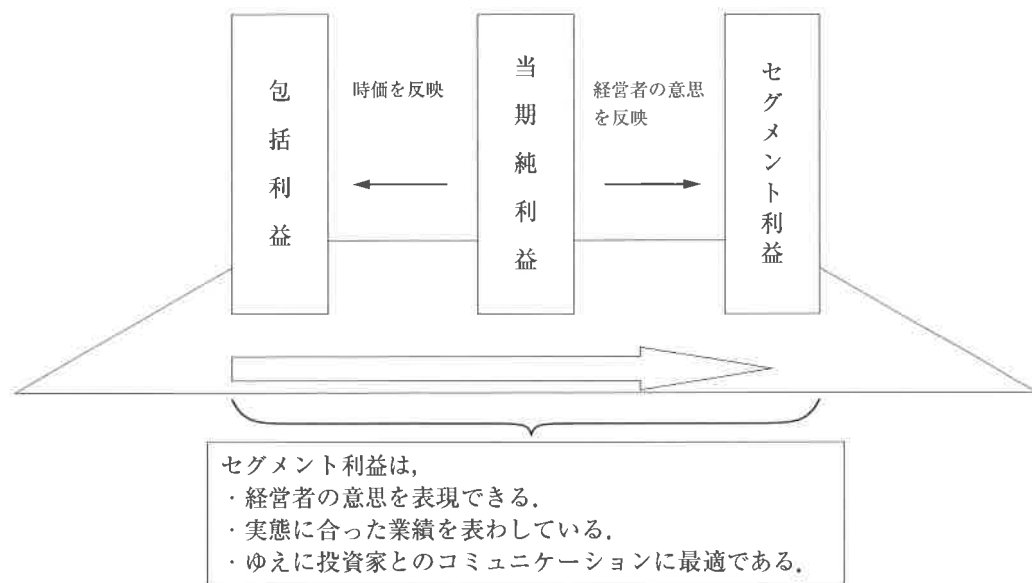 包括利益
時価を反映
当期純利益
経営者の意思
を反映
セグメント利益
セグメント利益は,
・経営者の意思を表現できる.
・実態に合った業績を表わしている.
・ゆえに投資家とのコミュニケーションに最適である.